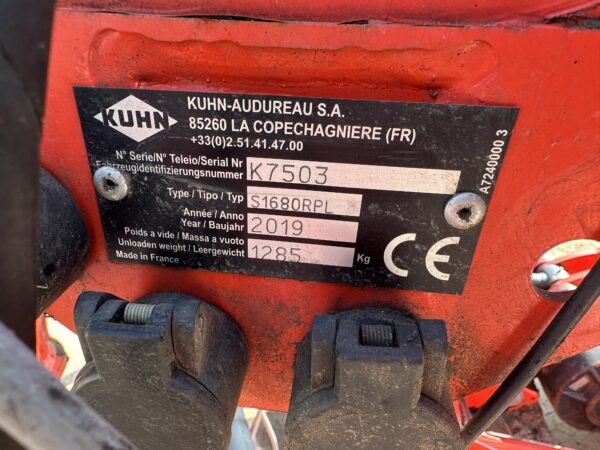 KUHN
KUHN-AUDUREAU S.A.
85260 LA COPECHAGNIERE (FR)
+33(0)2.51.41.47.00
N° Serie/N° Teleio/Serial Nr
Fahrzeugidentifizierungsnummer K7503
Type / Tipo / Typ S1680RPL
Année / Anno
Year / Baujahr 2019
Poids a vide / Massa a vuoto
Unloaden weight / Leergewicht 1285 Kg
Made in France
CE
A7240000 3